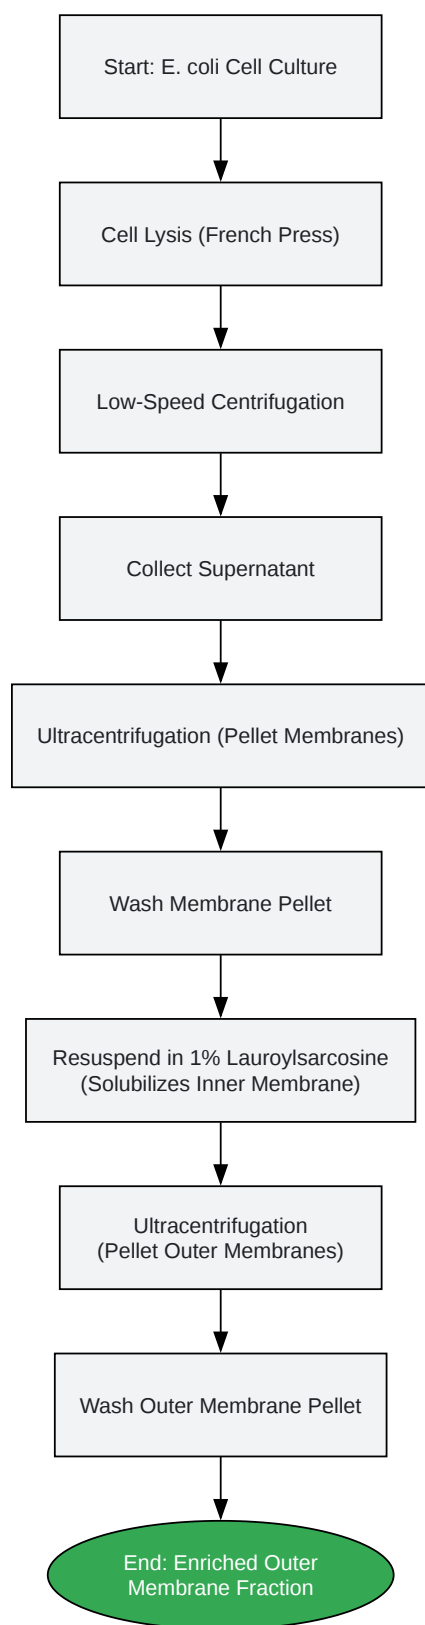 Start: E. coli Cell Culture
Cell Lysis (French Press)
Low-Speed Centrifugation
Collect Supernatant
Ultracentrifugation (Pellet Membranes)
Wash Membrane Pellet
Resuspend in 1% Lauroylsarcosine
(Solubilizes Inner Membrane)
Ultracentrifugation
(Pellet Outer Membranes)
Wash Outer Membrane Pellet
End: Enriched Outer
Membrane Fraction